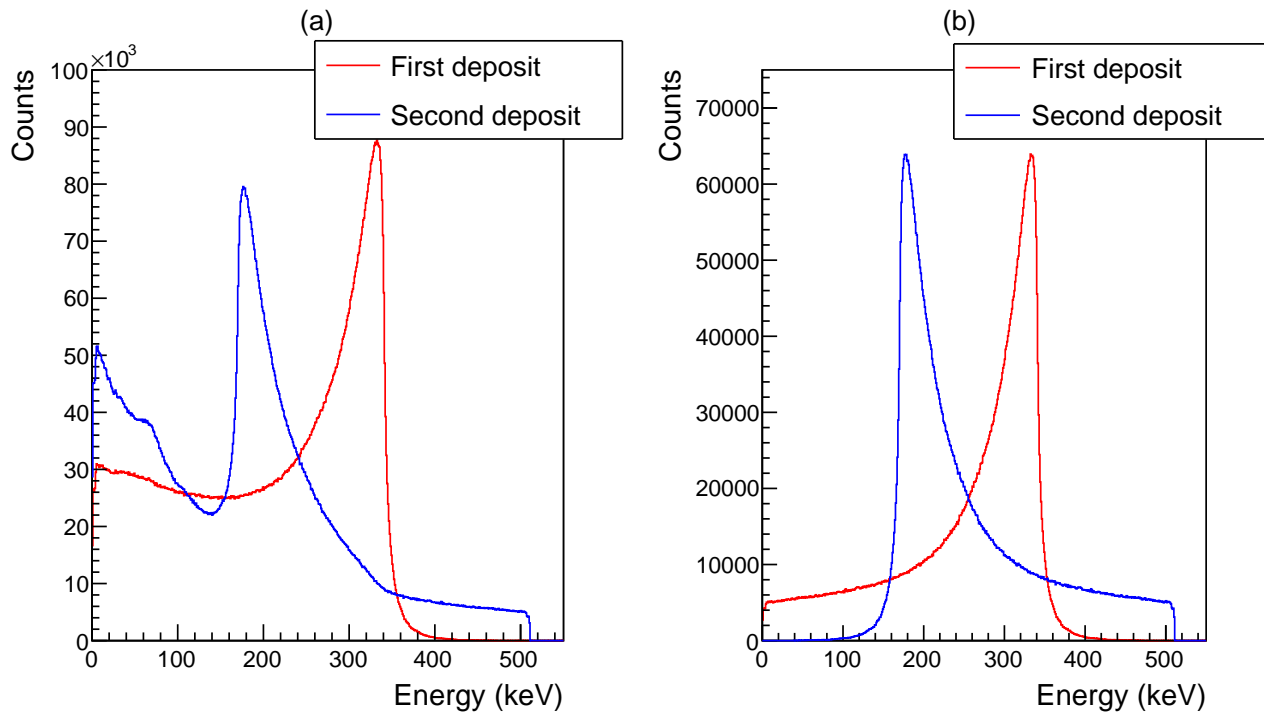 (a)
×10³
First deposit
Second deposit
Counts
100
90
80
70
60
50
40
30
20
10
0
0 100 200 300 400 500
Energy (keV)
(b)
First deposit
Second deposit
Counts
70000
60000
50000
40000
30000
20000
10000
0
0 100 200 300 400 500
Energy (keV)